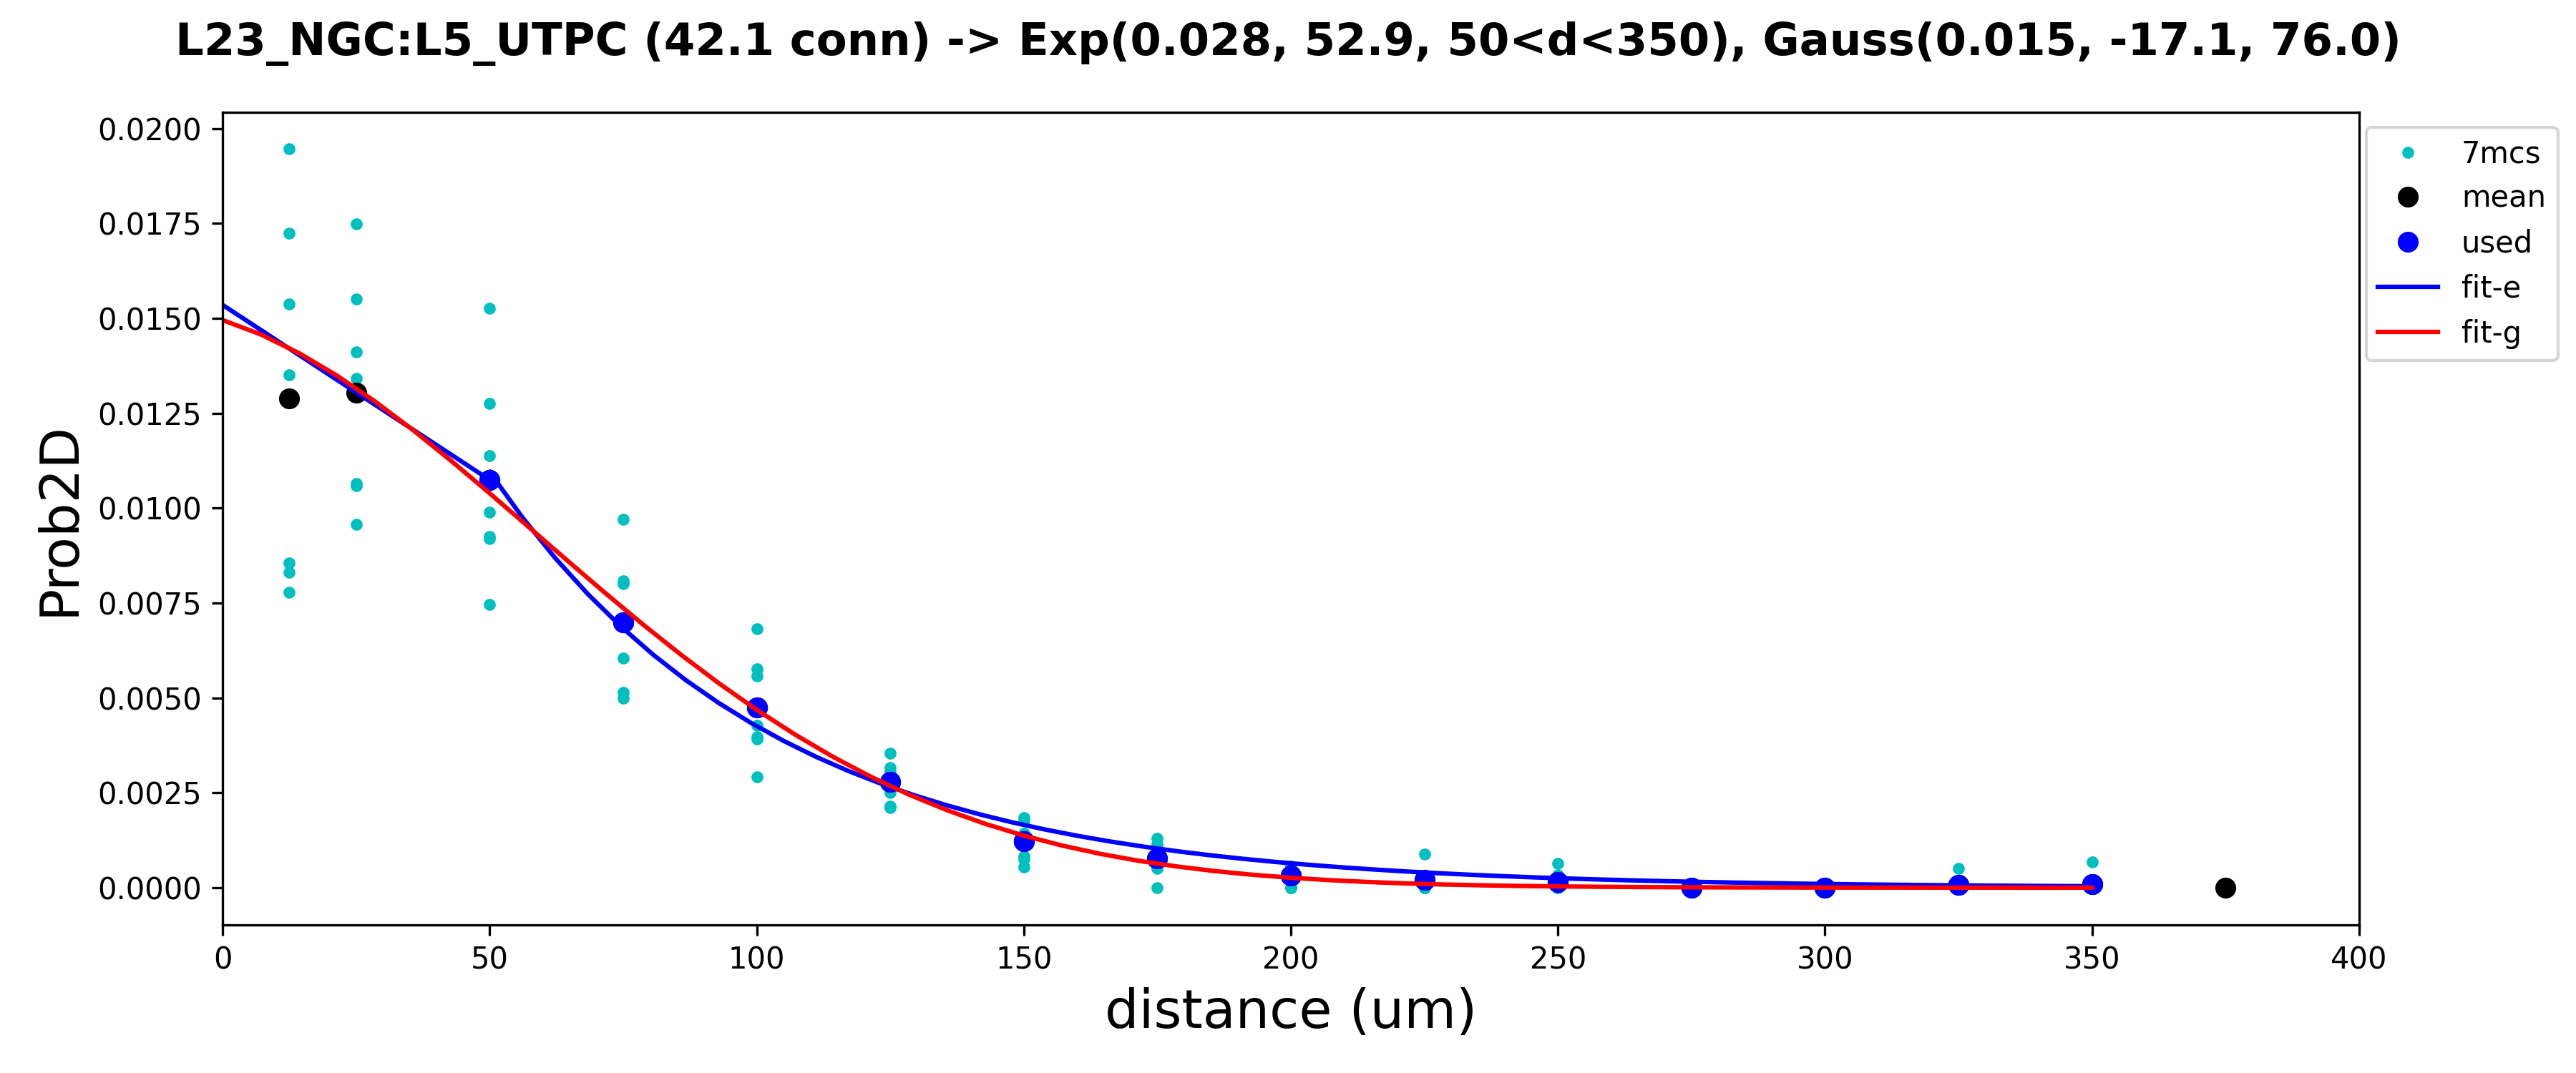 L23_NGC:L5_UTPC (42.1 conn) -> Exp(0.028, 52.9, 50<d<350), Gauss(0.015, -17.1, 76.0)
0.0200
0.0175
0.0150
0.0125
0.0100
0.0075
0.0050
0.0025
0.0000
Prob2D
0 50 100 150 200 250 300 350 400
distance (um)
7mcs
mean
used
fit-e
fit-g